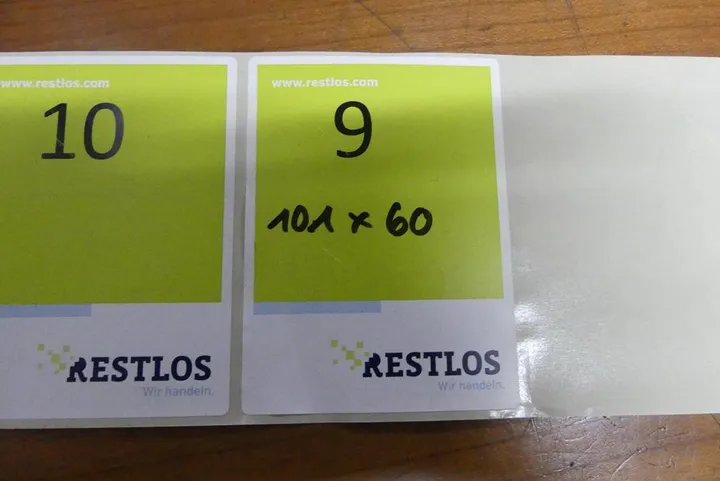 www.restlos.com
10
RESTLOS
Wir handeln.
www.restlos.com
9
101 x 60
RESTLOS
Wir handeln.